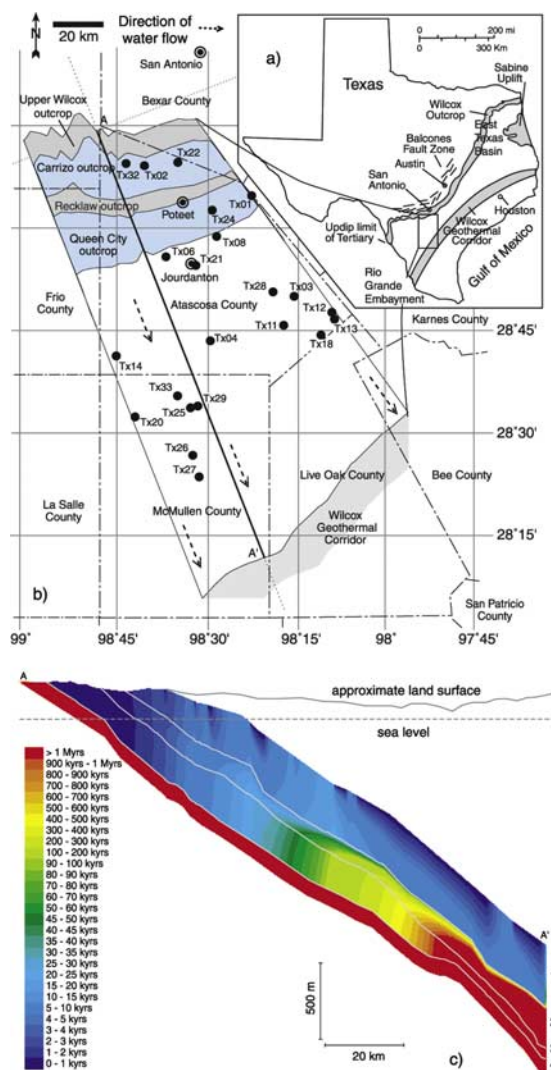 Direction of
water flow
N
20 km
San Antonio
Bexar County
Upper Wilcox
outcrop
A
Carrizo outcrop
Tx22
Tx32
Tx02
Tx01
Recklaw outcrop
Poteet
Tx24
Queen City
outcrop
Tx08
Tx06
Tx21
Jourdanton
Frio
County
Atascosa County
Tx28
Tx03
Tx12
Tx11
Tx13
Tx18
Tx04
Karnes County
28°45
Tx14
Tx33
Tx29
Tx25
Tx20
28°30
Tx26
Tx27
Live Oak County
Bee County
La Salle
County
McMullen County
Wilcox
Geothermal
Corridor
28°15
A'
b)
San Patricio
County
99°
98°45
98°30
98°15
98°
97°45
a)
0 200 mi
0 300 Km
Texas
Sabine
Uplift
Wilcox
Outcrop
East
Texas
Basin
Balcones
Fault Zone
Austin
San
Antonio
Houston
Updip limit
of Tertiary
Wilcox
Geothermal
Corridor
Gulf of Mexico
Rio
Grande
Embayment
A
approximate land surface
sea level
> 1 Myrs
900 kyrs - 1 Myrs
800 - 900 kyrs
700 - 800 kyrs
600 - 700 kyrs
500 - 600 kyrs
400 - 500 kyrs
300 - 400 kyrs
200 - 300 kyrs
100 - 200 kyrs
90 - 100 kyrs
80 - 90 kyrs
70 - 80 kyrs
60 - 70 kyrs
50 - 60 kyrs
45 - 50 kyrs
40 - 45 kyrs
35 - 40 kyrs
30 - 35 kyrs
25 - 30 kyrs
20 - 25 kyrs
15 - 20 kyrs
10 - 15 kyrs
5 - 10 kyrs
4 - 5 kyrs
3 - 4 kyrs
2 - 3 kyrs
1 - 2 kyrs
0 - 1 kyrs
A'
500 m
20 km
c)